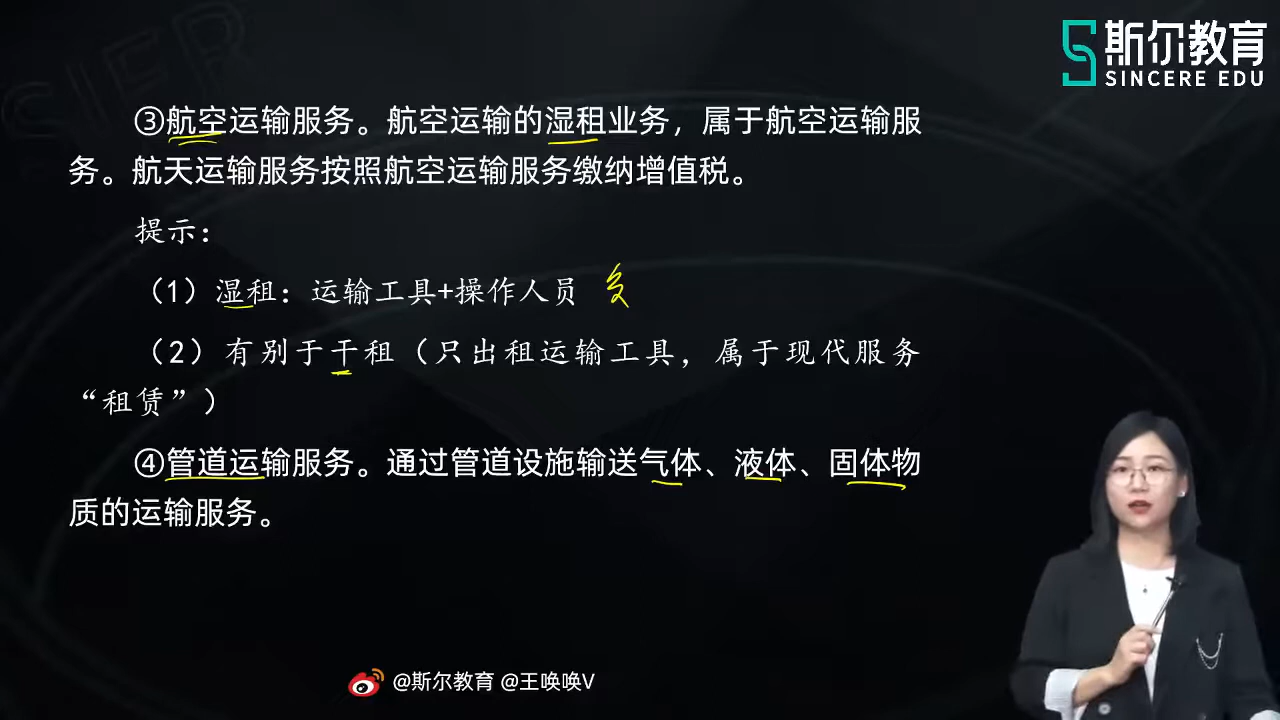 斯尔教育
SINCERE EDU
③航空运输服务。航空运输的湿租业务，属于航空运输服
务。航天运输服务按照航空运输服务缴纳增值税。
提示：
（1）湿租：运输工具+操作人员
（2）有别于干租（只出租运输工具，属于现代服务
“租赁”）
④管道运输服务。通过管道设施输送气体、液体、固体物
质的运输服务。
@斯尔教育 @王唤唤V